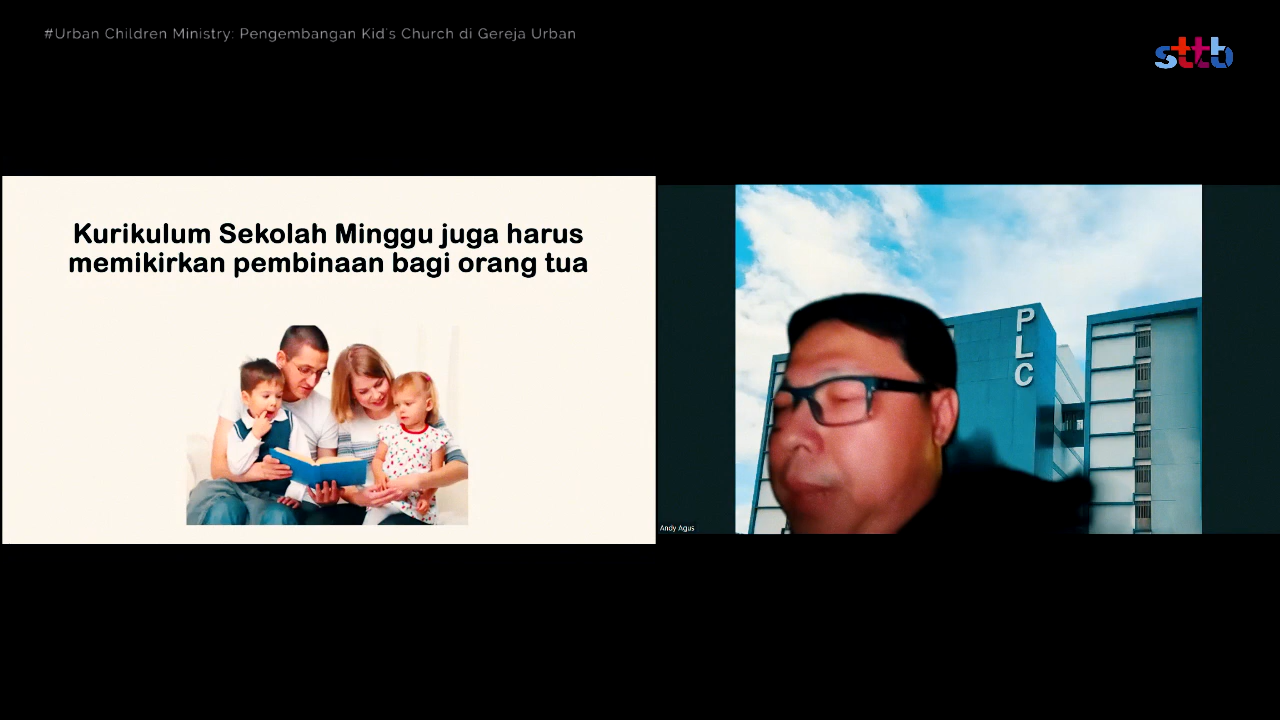 #Urban Children Ministry: Pengembangan Kid's Church di Gereja Urban
sttb
Kurikulum Sekolah Minggu juga harus
memikirkan pembinaan bagi orang tua
P
L
C
Andy Agus